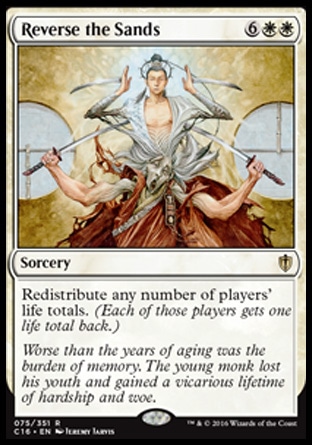 Reverse the Sands 6
Sorcery
Redistribute any number of players'
life totals. (Each of those players gets one
life total back.)
Worse than the years of aging was the
burden of memory. The young monk lost
his youth and gained a vicarious lifetime
of hardship and woe.
075/351 R
C16 • EN Jeremy Jarvis
™ & © 2016 Wizards of the Coast